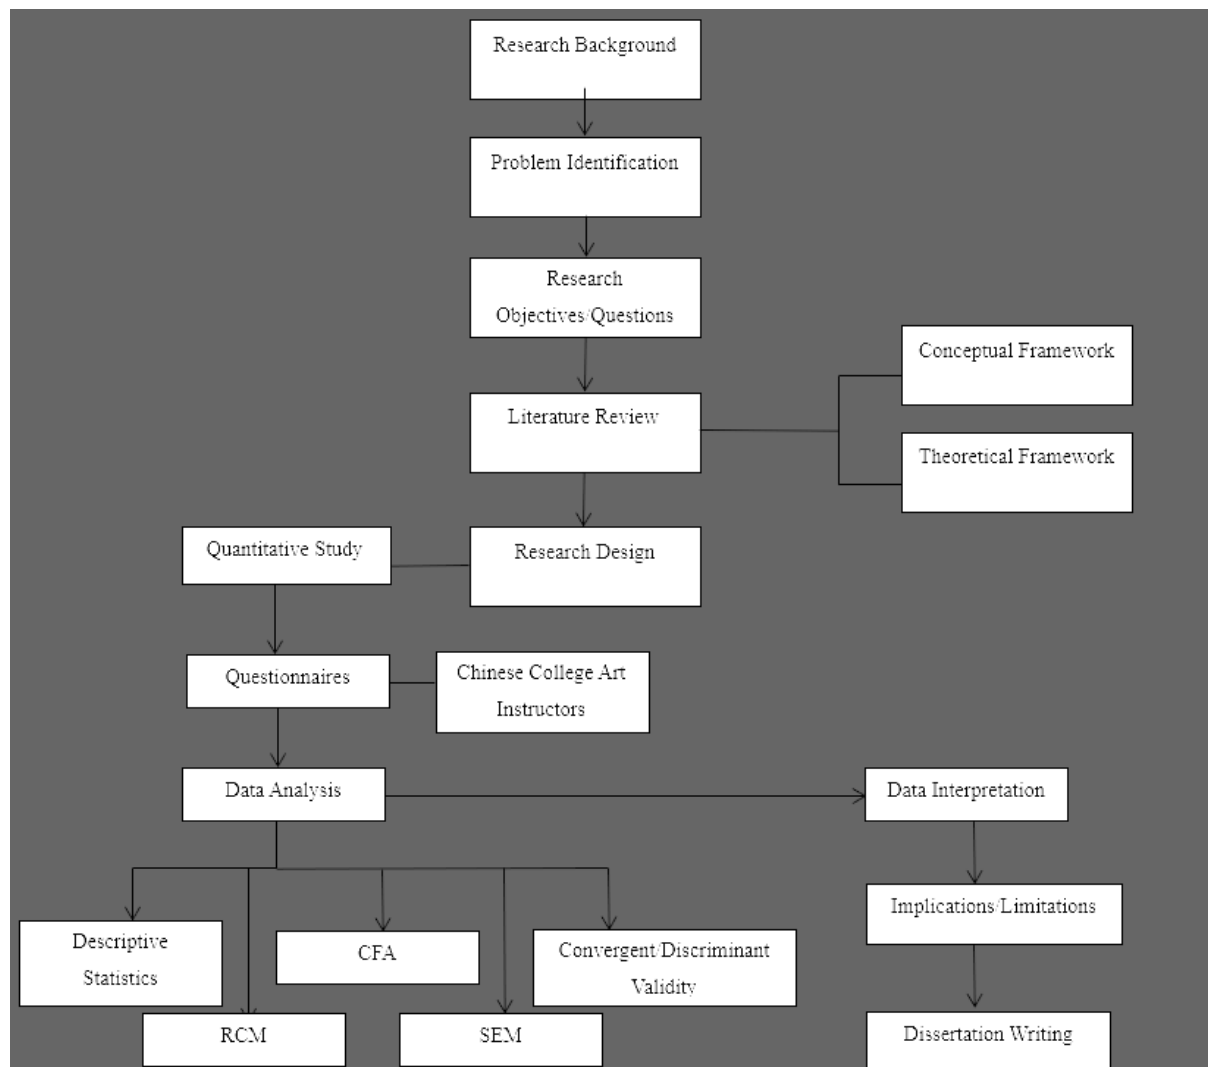 Research Background
Problem Identification
Research
Objectives/Questions
Conceptual Framework
Literature Review
Theoretical Framework
Quantitative Study
Research Design
Questionnaires
Chinese College Art
Instructors
Data Analysis
Data Interpretation
Implications/Limitations
Descriptive
Statistics
CFA
Convergent/Discriminant
Validity
RCM
SEM
Dissertation Writing